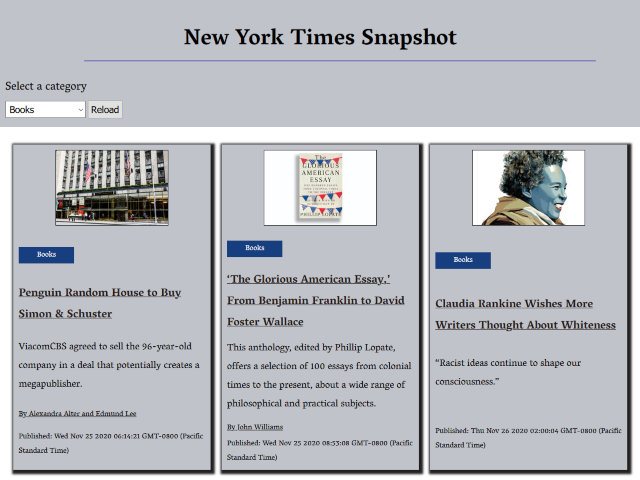 New York Times Snapshot
Select a category
Books
Reload
Books
Penguin Random House to Buy
Simon & Schuster
ViacomCBS agreed to sell the 96-year-old
company in a deal that potentially creates a
megapublisher.
By Alexandra Alter and Edmund Lee
Published: Wed Nov 25 2020 06:14:21 GMT-0800 (Pacific
Standard Time)
The
GLORIOUS
AMERICAN
ESSAY
PHILLIP LOPATE
Books
‘The Glorious American Essay,’
From Benjamin Franklin to David
Foster Wallace
This anthology, edited by Phillip Lopate,
offers a selection of 100 essays from colonial
times to the present, about a wide range of
philosophical and practical subjects.
By John Williams
Published: Wed Nov 25 2020 08:53:08 GMT-0800 (Pacific
Standard Time)
Books
Claudia Rankine Wishes More
Writers Thought About Whiteness
“Racist ideas continue to shape our
consciousness.”
Published: Thu Nov 26 2020 02:00:04 GMT-0800 (Pacific
Standard Time)